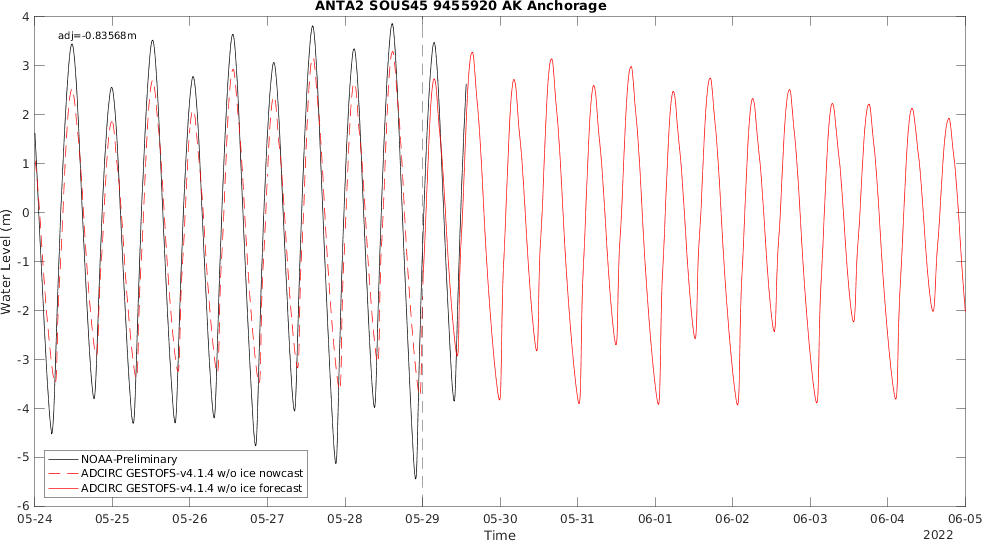 ANTA2 SOUS45 9455920 AK Anchorage
adj=-0.83568m
4
3
2
1
0
-1
-2
-3
-4
-5
-6
Water Level (m)
NOAA-Preliminary
ADCIRC GESTOFS-v4.1.4 w/o ice nowcast
ADCIRC GESTOFS-v4.1.4 w/o ice forecast
05-24 05-25 05-26 05-27 05-28 05-29 05-30 05-31 06-01 06-02 06-03 06-04 06-05
Time
2022